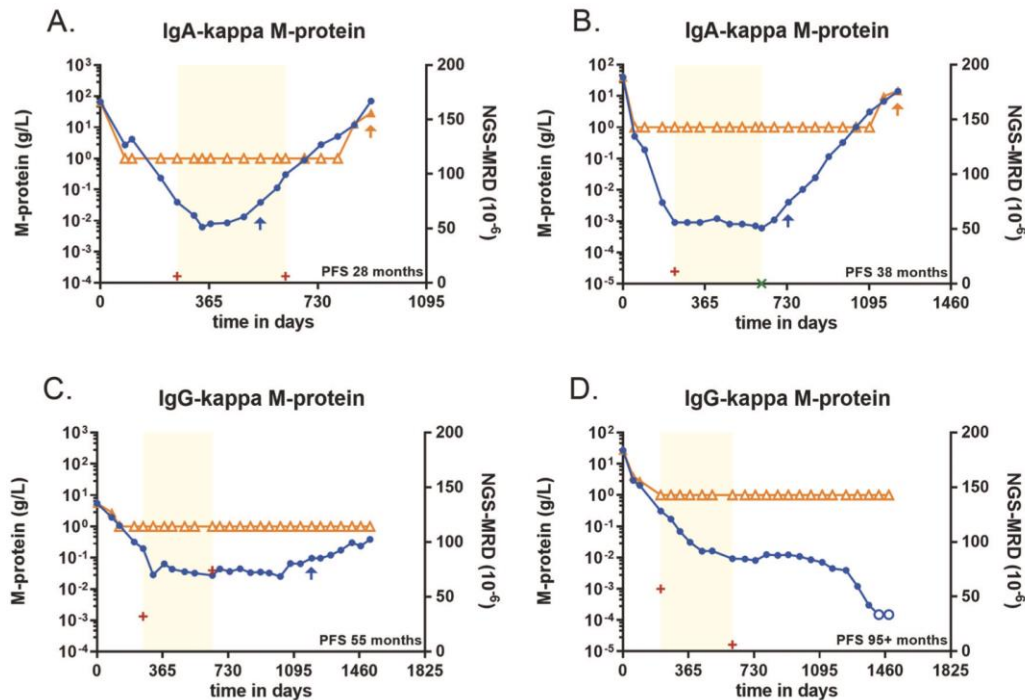 A.
IgA-kappa M-protein
M-protein (g/L)
10³
10²
10¹
10⁰
10⁻¹
10⁻²
10⁻³
10⁻⁴
200
150
100
50
0
NGS-MRD (10⁻⁶)
PFS 28 months
0 365 730 1095
time in days
B.
IgA-kappa M-protein
M-protein (g/L)
10²
10¹
10⁰
10⁻¹
10⁻²
10⁻³
10⁻⁴
10⁻⁵
200
150
100
50
0
NGS-MRD (10⁻⁶)
PFS 38 months
0 365 730 1095 1460
time in days
C.
IgG-kappa M-protein
M-protein (g/L)
10³
10²
10¹
10⁰
10⁻¹
10⁻²
10⁻³
10⁻⁴
10⁻⁵
200
150
100
50
0
NGS-MRD (10⁻⁶)
PFS 55 months
0 365 730 1095 1460 1825
time in days
D.
IgG-kappa M-protein
M-protein (g/L)
10²
10¹
10⁰
10⁻¹
10⁻²
10⁻³
10⁻⁴
10⁻⁵
200
150
100
50
0
NGS-MRD (10⁻⁶)
PFS 95+ months
0 365 730 1095 1460 1825
time in days